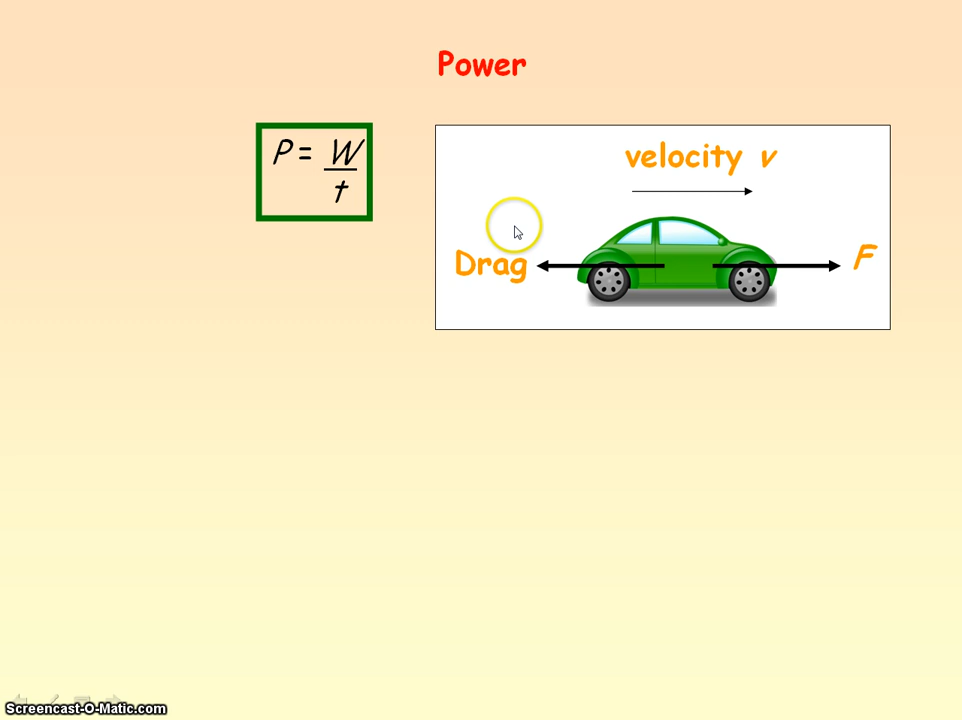 Power
P = W
t
velocity v
Drag
F
Screencast-O-Matic.com